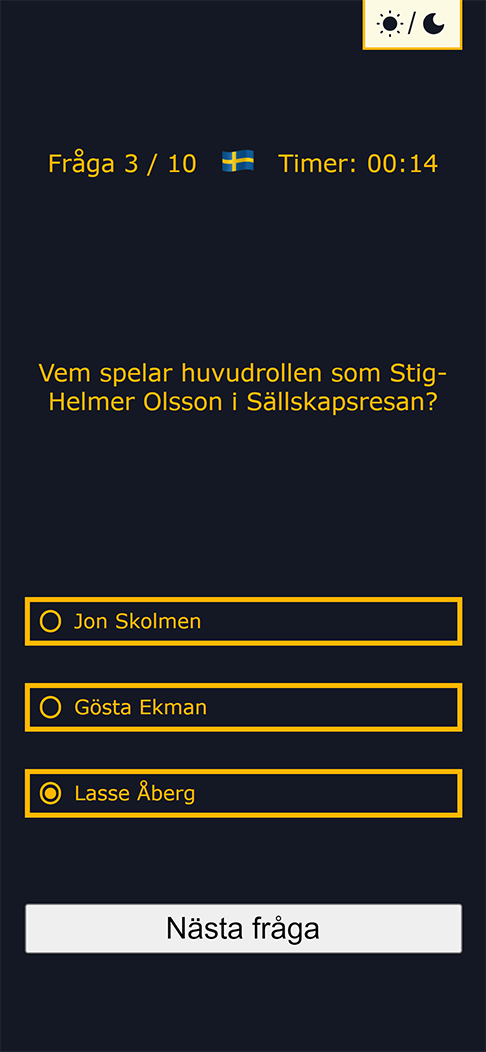 /
Fråga 3 / 10 🇸🇪 Timer: 00:14
Vem spelar huvudrollen som Stig-
Helmer Olsson i Sällskapsresan?
Jon Skolmen
Gösta Ekman
Lasse Åberg
Nästa fråga